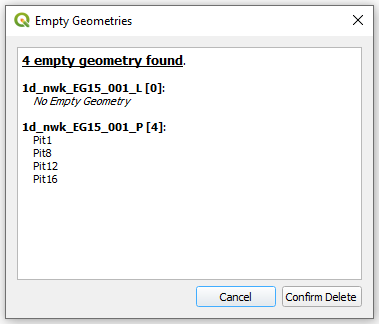 Empty Geometries
4 empty geometry found.
1d_nwk_EG15_001_L [0]:
No Empty Geometry
1d_nwk_EG15_001_P [4]:
Pit1
Pit8
Pit12
Pit16
Cancel
Confirm Delete